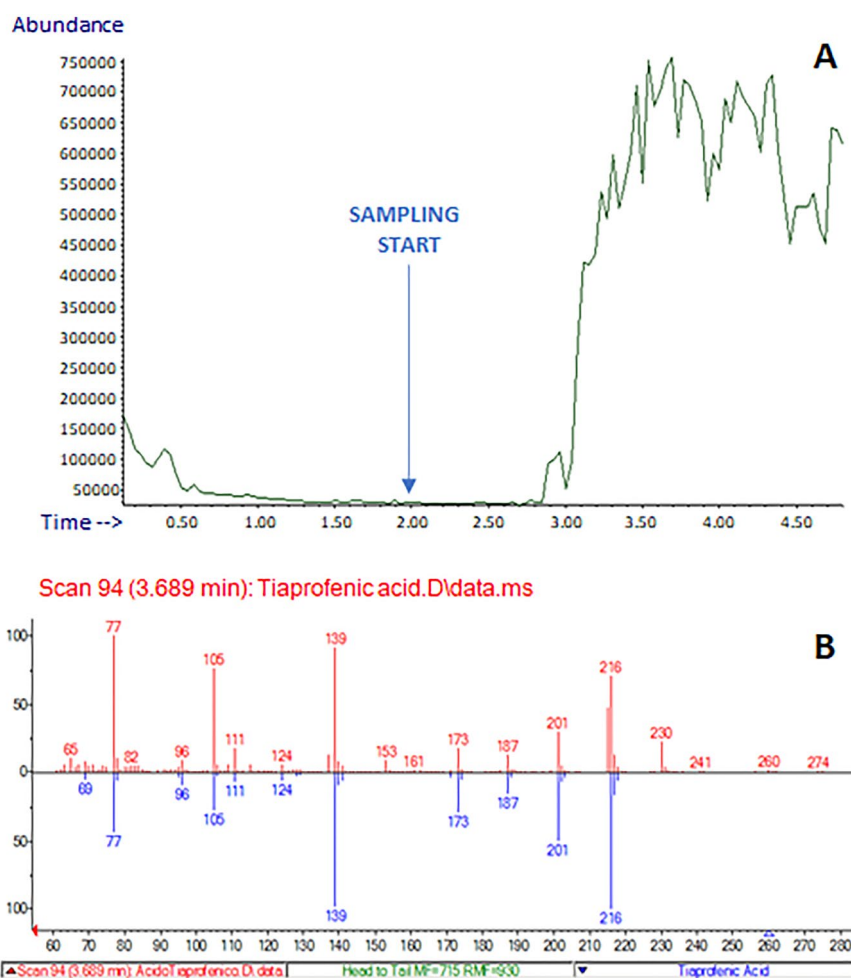 Abundance
A
750000
700000
650000
600000
550000
500000
450000
400000
350000
300000
250000
200000
150000
100000
50000
SAMPLING
START
Time -->
0.50 1.00 1.50 2.00 2.50 3.00 3.50 4.00 4.50
Scan 94 (3.689 min): Tiaprofenic acid.D\data.ms
B
100
50
0
50
100
77 105 139 216
65 82 96 111 124 153 161 173 187 201 230 241 260 274
69 77 96 105 111 124 139 173 187 201 216
60 70 80 90 100 110 120 130 140 150 160 170 180 190 200 210 220 230 240 250 260 270 280
Scan 94 (3.689 min): AcidoTiaprofenico.D\data. Head to Tail MF=715 RMF=930 Tiaprofenic Acid